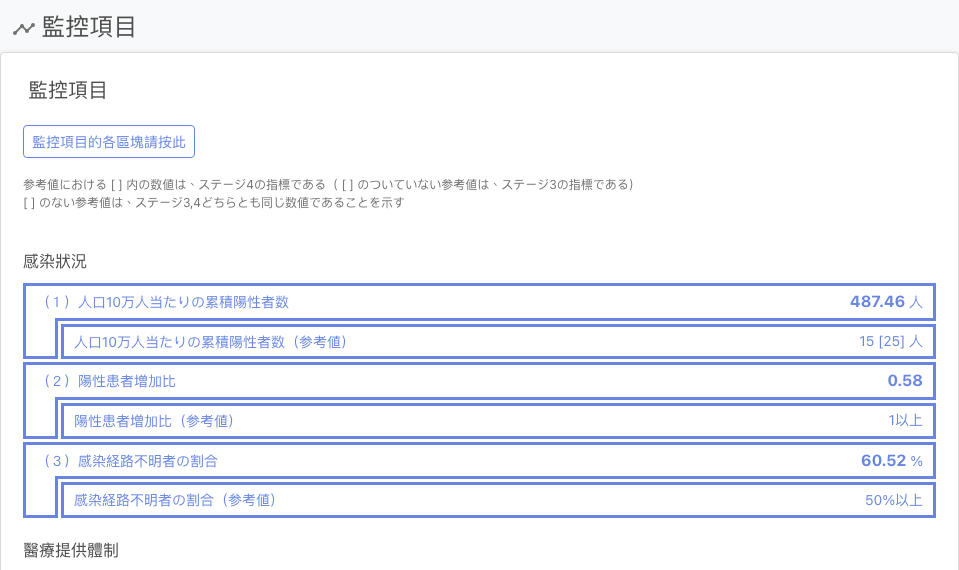 監控項目
監控項目
監控項目的各區塊請按此
参考値における [ ] 内の数値は、ステージ4の指標である（ [ ] のついていない参考値は、ステージ3の指標である）
[ ] のない参考値は、ステージ3,4どちらとも同じ数値であることを示す
感染狀況
（1）人口10万人当たりの累積陽性者数 487.46 人
人口10万人当たりの累積陽性者数（参考値） 15 [25] 人
（2）陽性患者増加比 0.58
陽性患者増加比（参考値） 1以上
（3）感染経路不明者の割合 60.52 %
感染経路不明者の割合（参考値） 50%以上
醫療提供體制